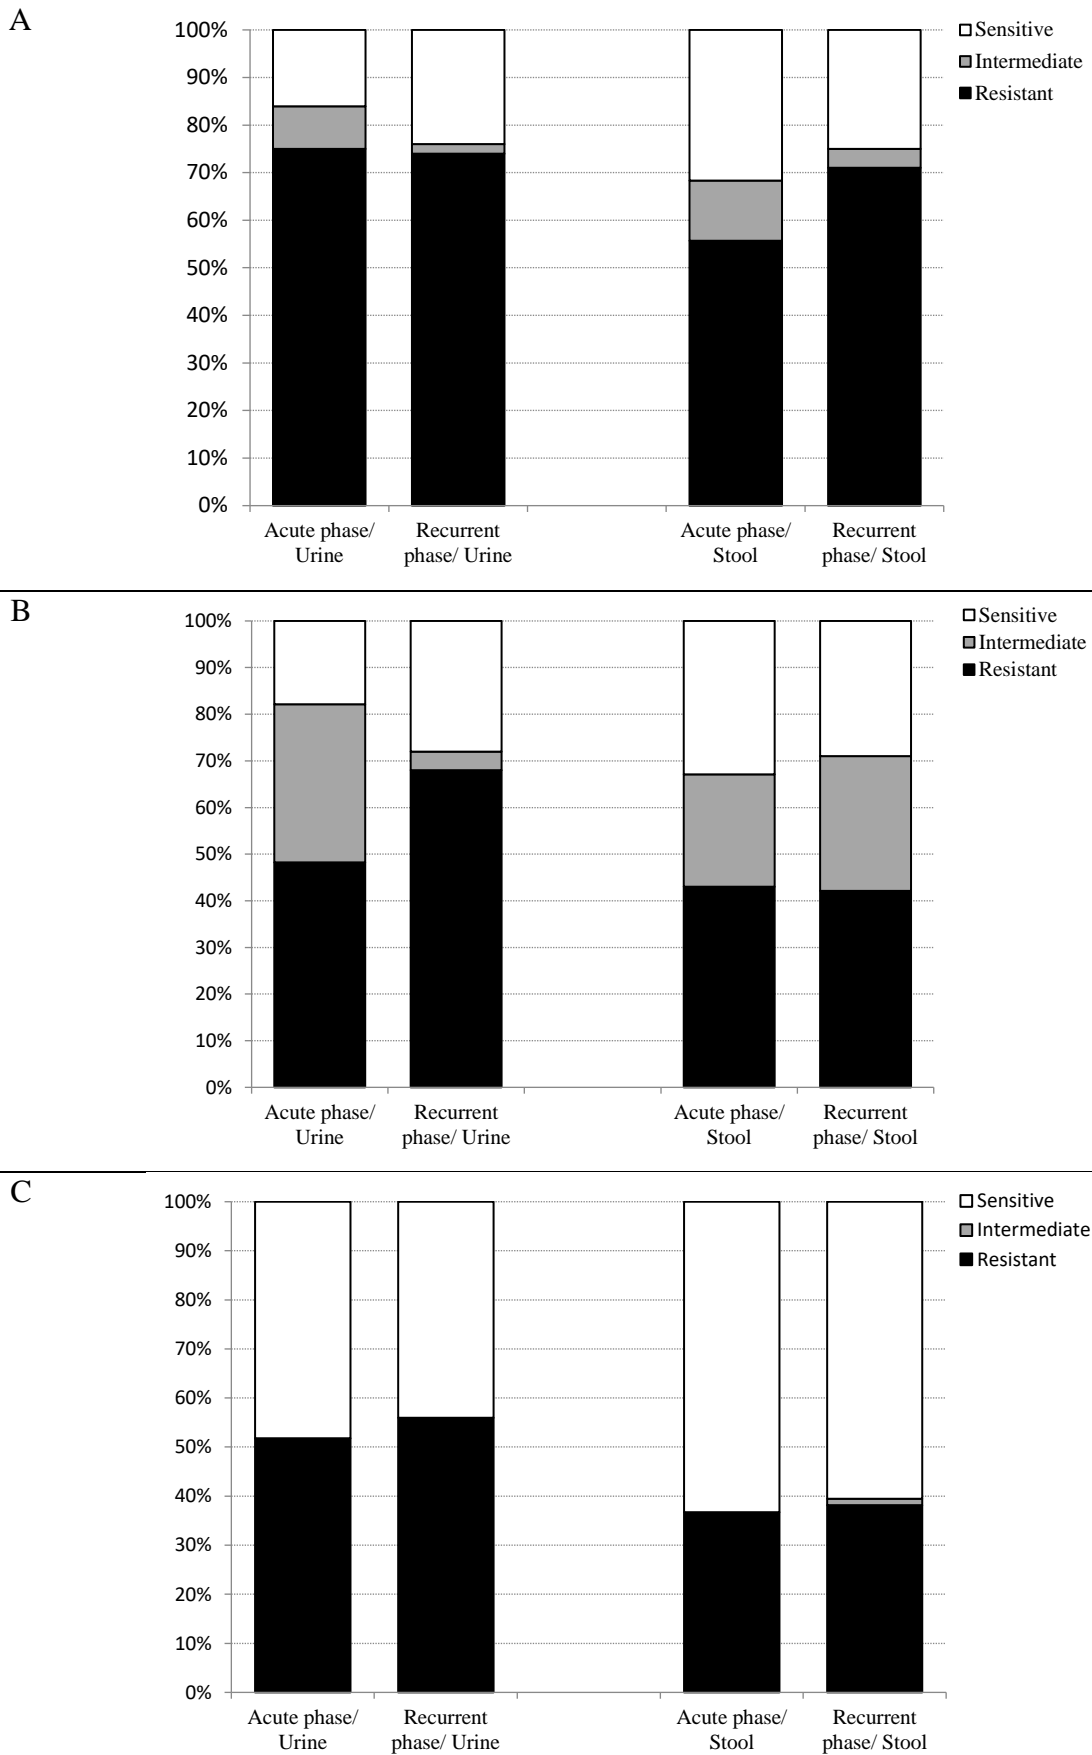 A
100%
90%
80%
70%
60%
50%
40%
30%
20%
10%
0%
Acute phase/
Urine
Recurrent
phase/ Urine
Acute phase/
Stool
Recurrent
phase/ Stool
Sensitive
Intermediate
Resistant
B
100%
90%
80%
70%
60%
50%
40%
30%
20%
10%
0%
Acute phase/
Urine
Recurrent
phase/ Urine
Acute phase/
Stool
Recurrent
phase/ Stool
Sensitive
Intermediate
Resistant
C
100%
90%
80%
70%
60%
50%
40%
30%
20%
10%
0%
Acute phase/
Urine
Recurrent
phase/ Urine
Acute phase/
Stool
Recurrent
phase/ Stool
Sensitive
Intermediate
Resistant